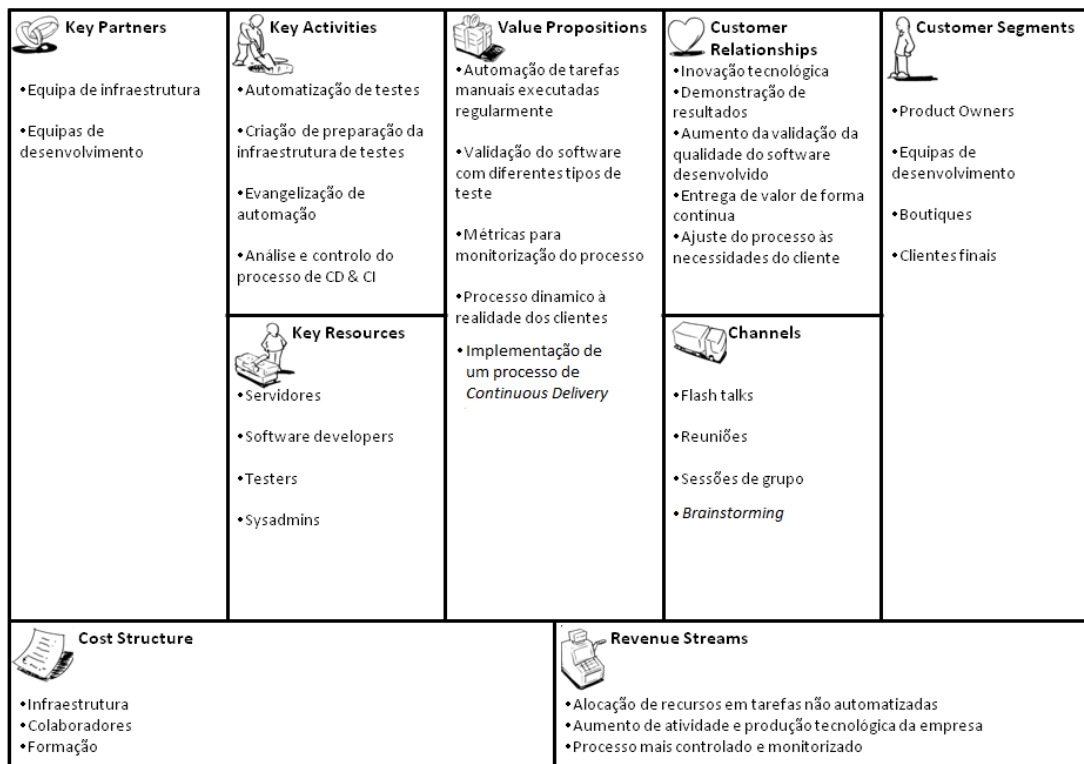 Key Partners
•Equipa de infraestrutura
•Equipas de
desenvolvimento
Key Activities
•Automatização de testes
•Criação de preparação da
infraestrutura de testes
•Evangelização de
automação
•Análise e controlo do
processo de CD & CI
Key Resources
•Servidores
•Software developers
•Testers
•Sysadmins
Value Propositions
•Automação de tarefas
manuais executadas
regularmente
•Validação do software
com diferentes tipos de
teste
•Métricas para
monitorização do processo
•Processo dinamico à
realidade dos clientes
• Implementação de
um processo de
Continuous Delivery
Customer
Relationships
•Inovação tecnológica
•Demonstração de
resultados
•Aumento da validação da
qualidade do software
desenvolvido
•Entrega de valor de forma
contínua
•Ajuste do processo às
necessidades do cliente
Channels
•Flash talks
•Reuniões
•Sessões de grupo
• Brainstorming
Customer Segments
•Product Owners
•Equipas de
desenvolvimento
•Boutiques
•Clientes finais
Cost Structure
•Infraestrutura
•Colaboradores
•Formação
Revenue Streams
•Alocação de recursos em tarefas não automatizadas
•Aumento de atividade e produção tecnológica da empresa
•Processo mais controlado e monitorizado